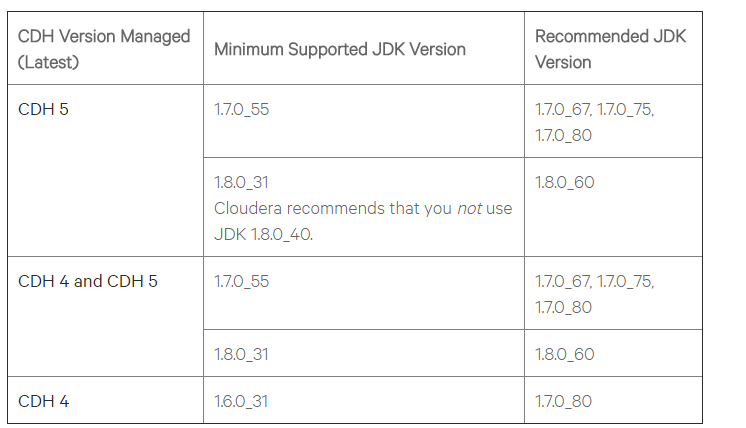 CDH Version Managed
(Latest)
Minimum Supported JDK Version
Recommended JDK
Version
CDH 5
1.7.0_55
1.7.0_67, 1.7.0_75,
1.7.0_80
1.8.0_31
Cloudera recommends that you not use
JDK 1.8.0_40.
1.8.0_60
CDH 4 and CDH 5
1.7.0_55
1.7.0_67, 1.7.0_75,
1.7.0_80
1.8.0_31
1.8.0_60
CDH 4
1.6.0_31
1.7.0_80